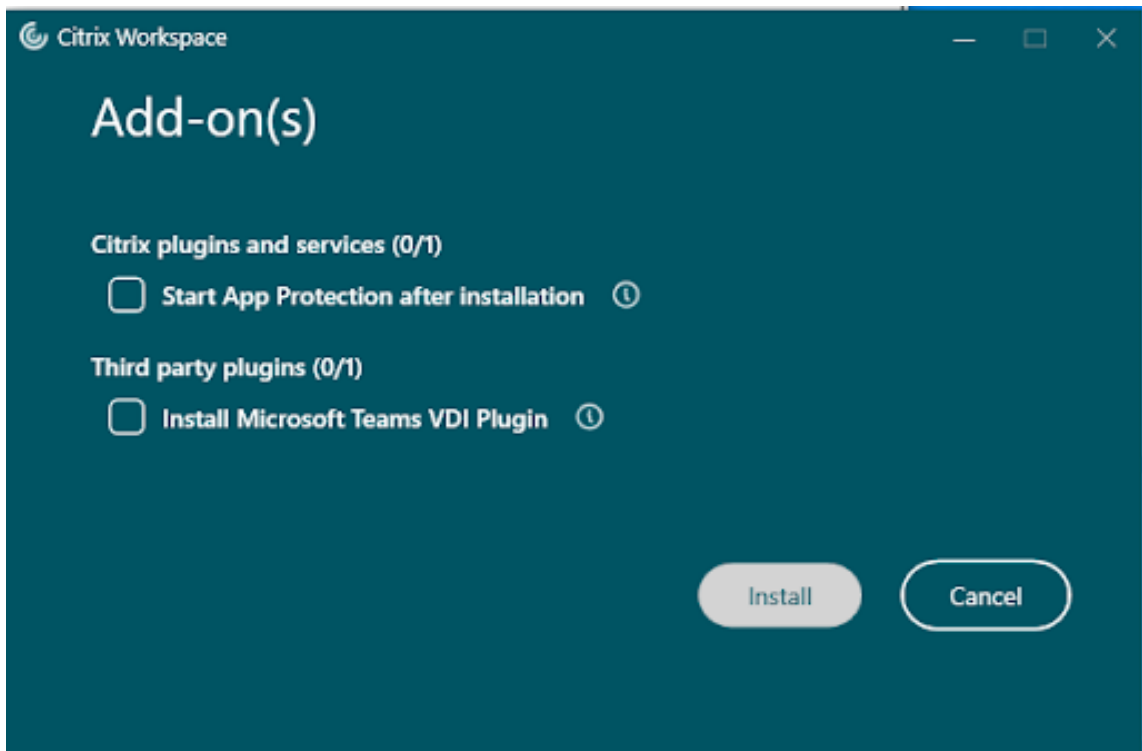 Citrix Workspace
Add-on(s)
Citrix plugins and services (0/1)
Start App Protection after installation
Third party plugins (0/1)
Install Microsoft Teams VDI Plugin
Install Cancel